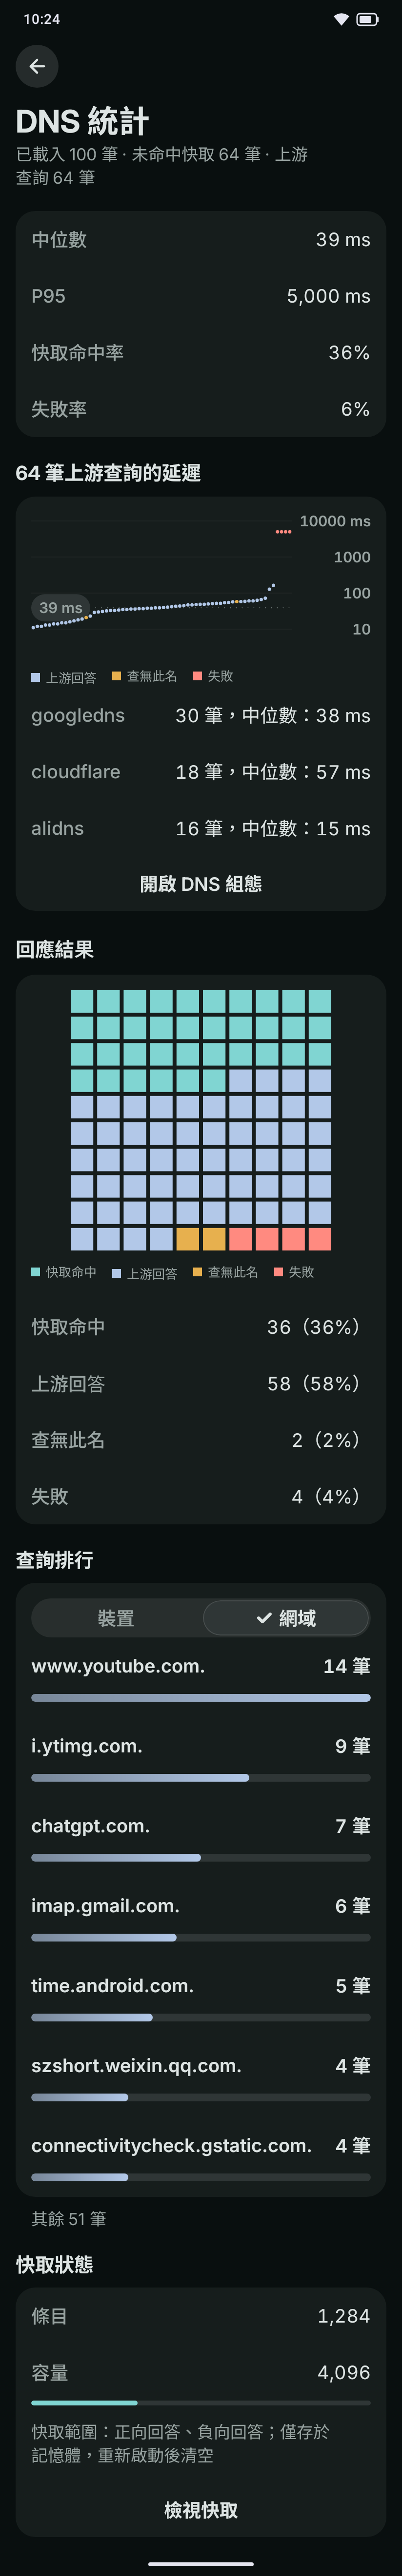 10:24
DNS 統計
已載入 100 筆 · 未命中快取 64 筆 · 上游
查詢 64 筆
中位數 39 ms
P95 5,000 ms
快取命中率 36%
失敗率 6%
64 筆上游查詢的延遲
10000 ms
1000
100
39 ms
10
上游回答 查無此名 失敗
googledns 30 筆，中位數：38 ms
cloudflare 18 筆，中位數：57 ms
alidns 16 筆，中位數：15 ms
開啟 DNS 組態
回應結果
快取命中 上游回答 查無此名 失敗
快取命中 36（36%）
上游回答 58（58%）
查無此名 2（2%）
失敗 4（4%）
查詢排行
裝置 網域
www.youtube.com. 14 筆
i.ytimg.com. 9 筆
chatgpt.com. 7 筆
imap.gmail.com. 6 筆
time.android.com. 5 筆
szshort.weixin.qq.com. 4 筆
connectivitycheck.gstatic.com. 4 筆
其餘 51 筆
快取狀態
條目 1,284
容量 4,096
快取範圍：正向回答、負向回答；僅存於
記憶體，重新啟動後清空
檢視快取